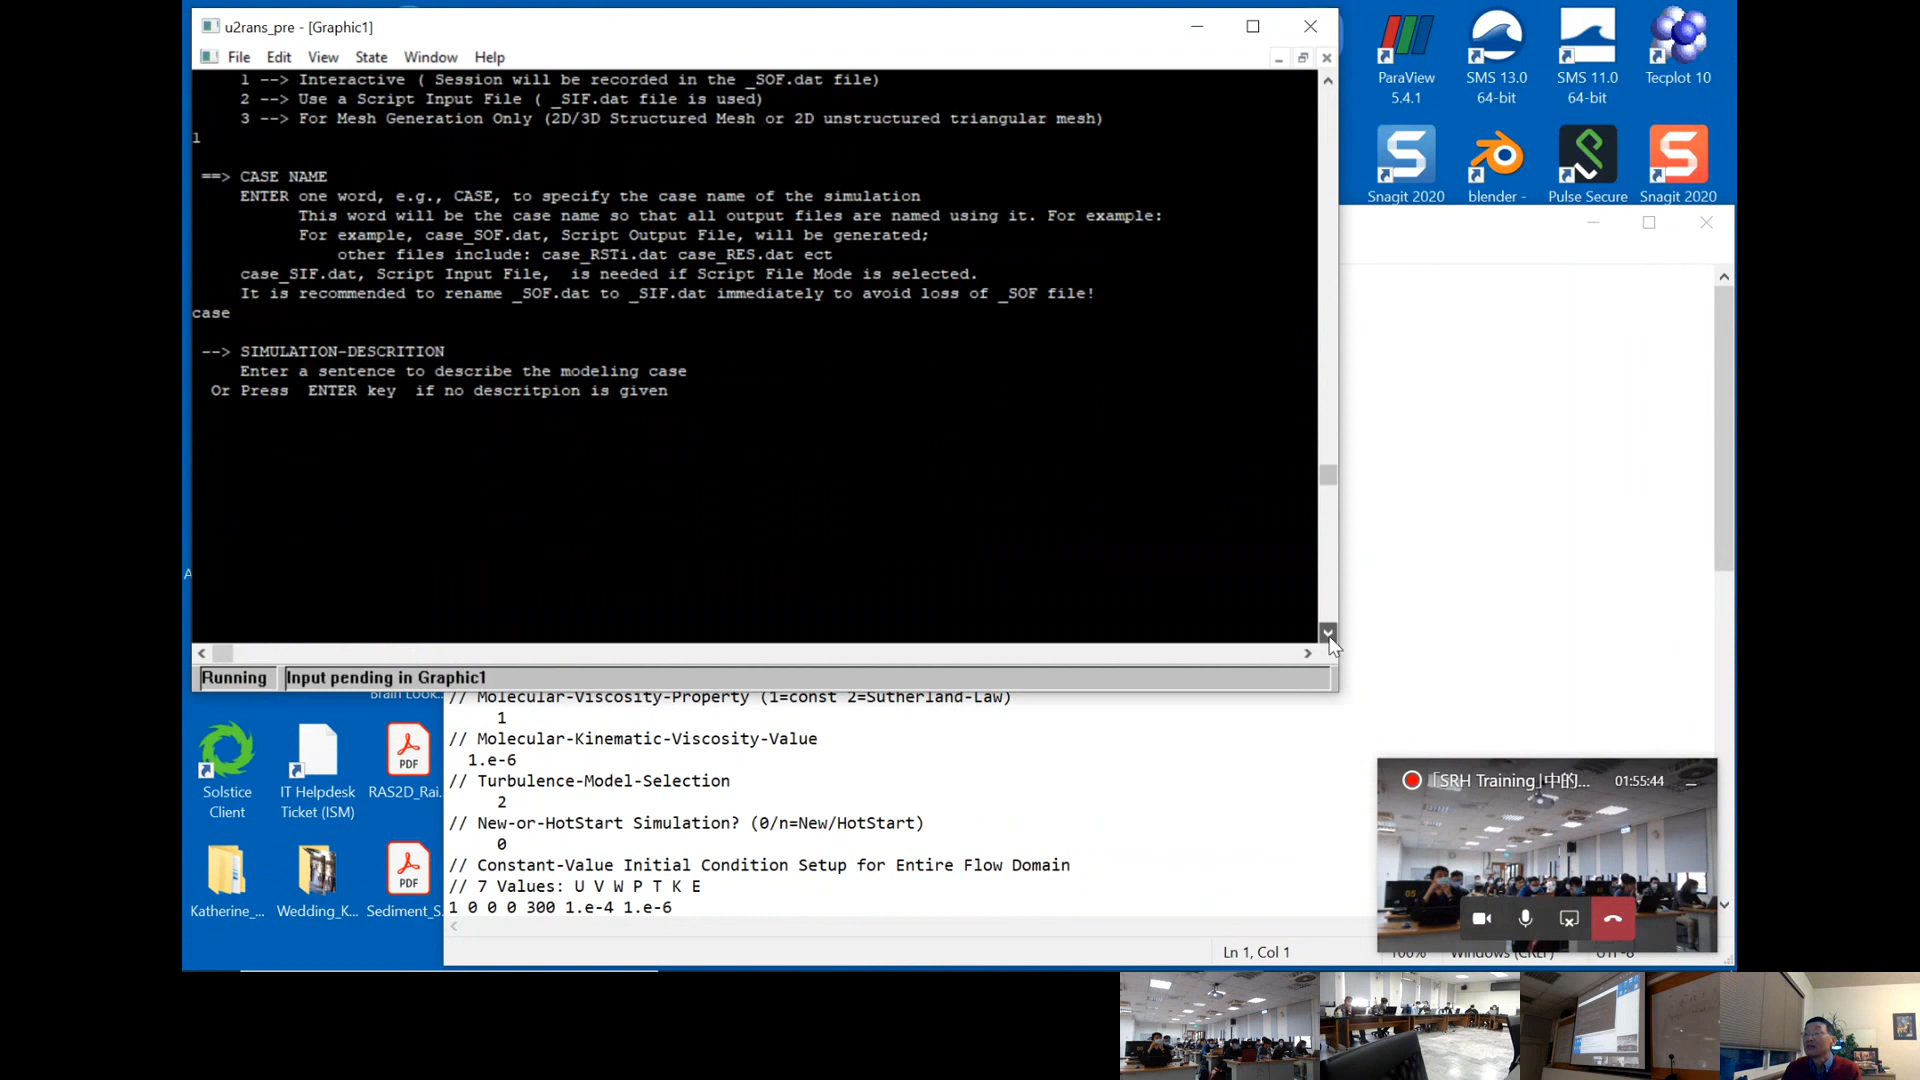 u2rans_pre - [Graphic1]
File Edit View State Window Help
1 --> Interactive ( Session will be recorded in the _SOF.dat file)
2 --> Use a Script Input File ( _SIF.dat file is used)
3 --> For Mesh Generation Only (2D/3D Structured Mesh or 2D unstructured triangular mesh)
1
==> CASE NAME
ENTER one word, e.g., CASE, to specify the case name of the simulation
This word will be the case name so that all output files are named using it. For example:
For example, case_SOF.dat, Script Output File, will be generated;
other files include: case_RSTi.dat case_RES.dat ect
case_SIF.dat, Script Input File,  is needed if Script File Mode is selected.
It is recommended to rename _SOF.dat to _SIF.dat immediately to avoid loss of _SOF file!
case
--> SIMULATION-DESCRITION
Enter a sentence to describe the modeling case
Or Press  ENTER key  if no descritpion is given
Running
Input pending in Graphic1
ParaView 5.4.1
SMS 13.0 64-bit
SMS 11.0 64-bit
Tecplot 10
Snagit 2020
blender -
Pulse Secure
Snagit 2020
// Molecular-Viscosity-Property (1=const 2=Sutherland-Law)
1
// Molecular-Kinematic-Viscosity-Value
1.e-6
// Turbulence-Model-Selection
2
// New-or-HotStart Simulation? (0/n=New/HotStart)
0
// Constant-Value Initial Condition Setup for Entire Flow Domain
// 7 Values: U V W P T K E
1 0 0 0 300 1.e-4 1.e-6
Ln 1, Col 1
100%
Windows (CRLF)
UTF-8
Brain Look...
Solstice Client
IT Helpdesk Ticket (ISM)
PDF
RAS2D_Rai...
Katherine_...
Wedding_K...
PDF
Sediment_S...
「SRH Training」中的...
01:55:44